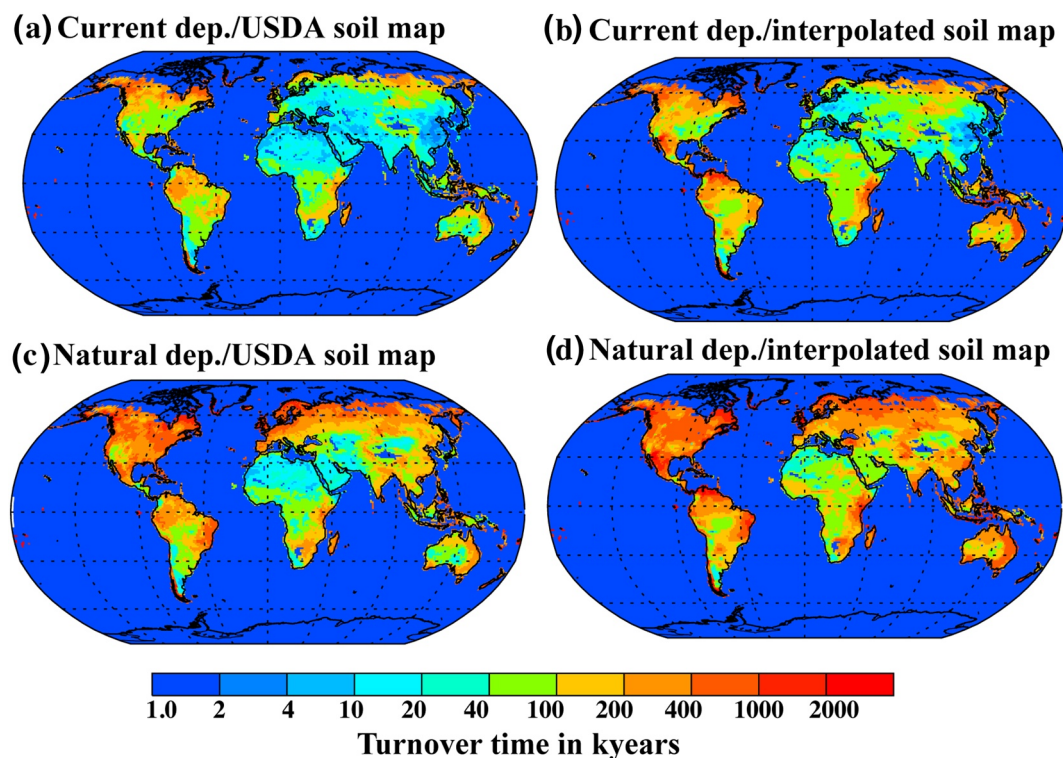 (a) Current dep./USDA soil map
(b) Current dep./interpolated soil map
(c) Natural dep./USDA soil map
(d) Natural dep./interpolated soil map
1.0 2 4 10 20 40 100 200 400 1000 2000
Turnover time in kyears